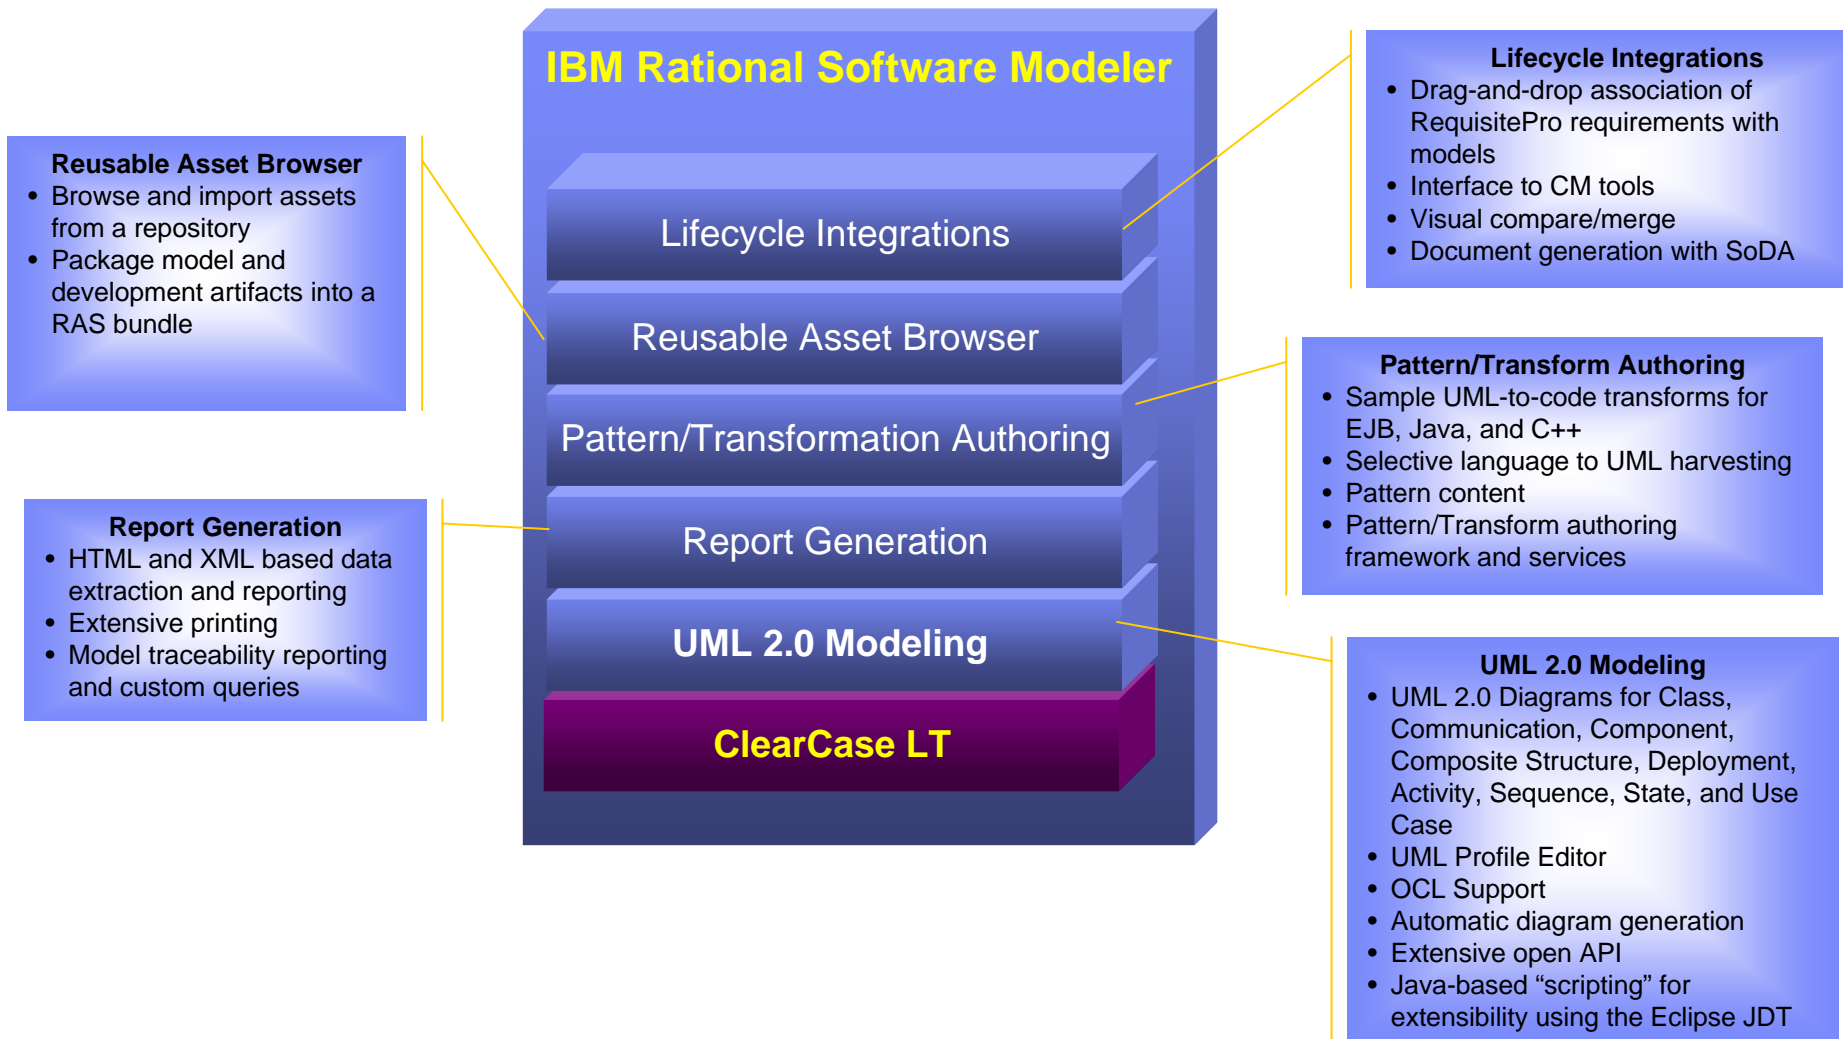 IBM Rational Software Modeler
Lifecycle Integrations
Reusable Asset Browser
Pattern/Transformation Authoring
Report Generation
UML 2.0 Modeling
ClearCase LT
Reusable Asset Browser
• Browse and import assets
from a repository
• Package model and
development artifacts into a
RAS bundle
Report Generation
• HTML and XML based data
extraction and reporting
• Extensive printing
• Model traceability reporting
and custom queries
Lifecycle Integrations
• Drag-and-drop association of
RequisitePro requirements with
models
• Interface to CM tools
• Visual compare/merge
• Document generation with SoDA
Pattern/Transform Authoring
• Sample UML-to-code transforms for
EJB, Java, and C++
• Selective language to UML harvesting
• Pattern content
• Pattern/Transform authoring
framework and services
UML 2.0 Modeling
• UML 2.0 Diagrams for Class,
Communication, Component,
Composite Structure, Deployment,
Activity, Sequence, State, and Use
Case
• UML Profile Editor
• OCL Support
• Automatic diagram generation
• Extensive open API
• Java-based “scripting” for
extensibility using the Eclipse JDT